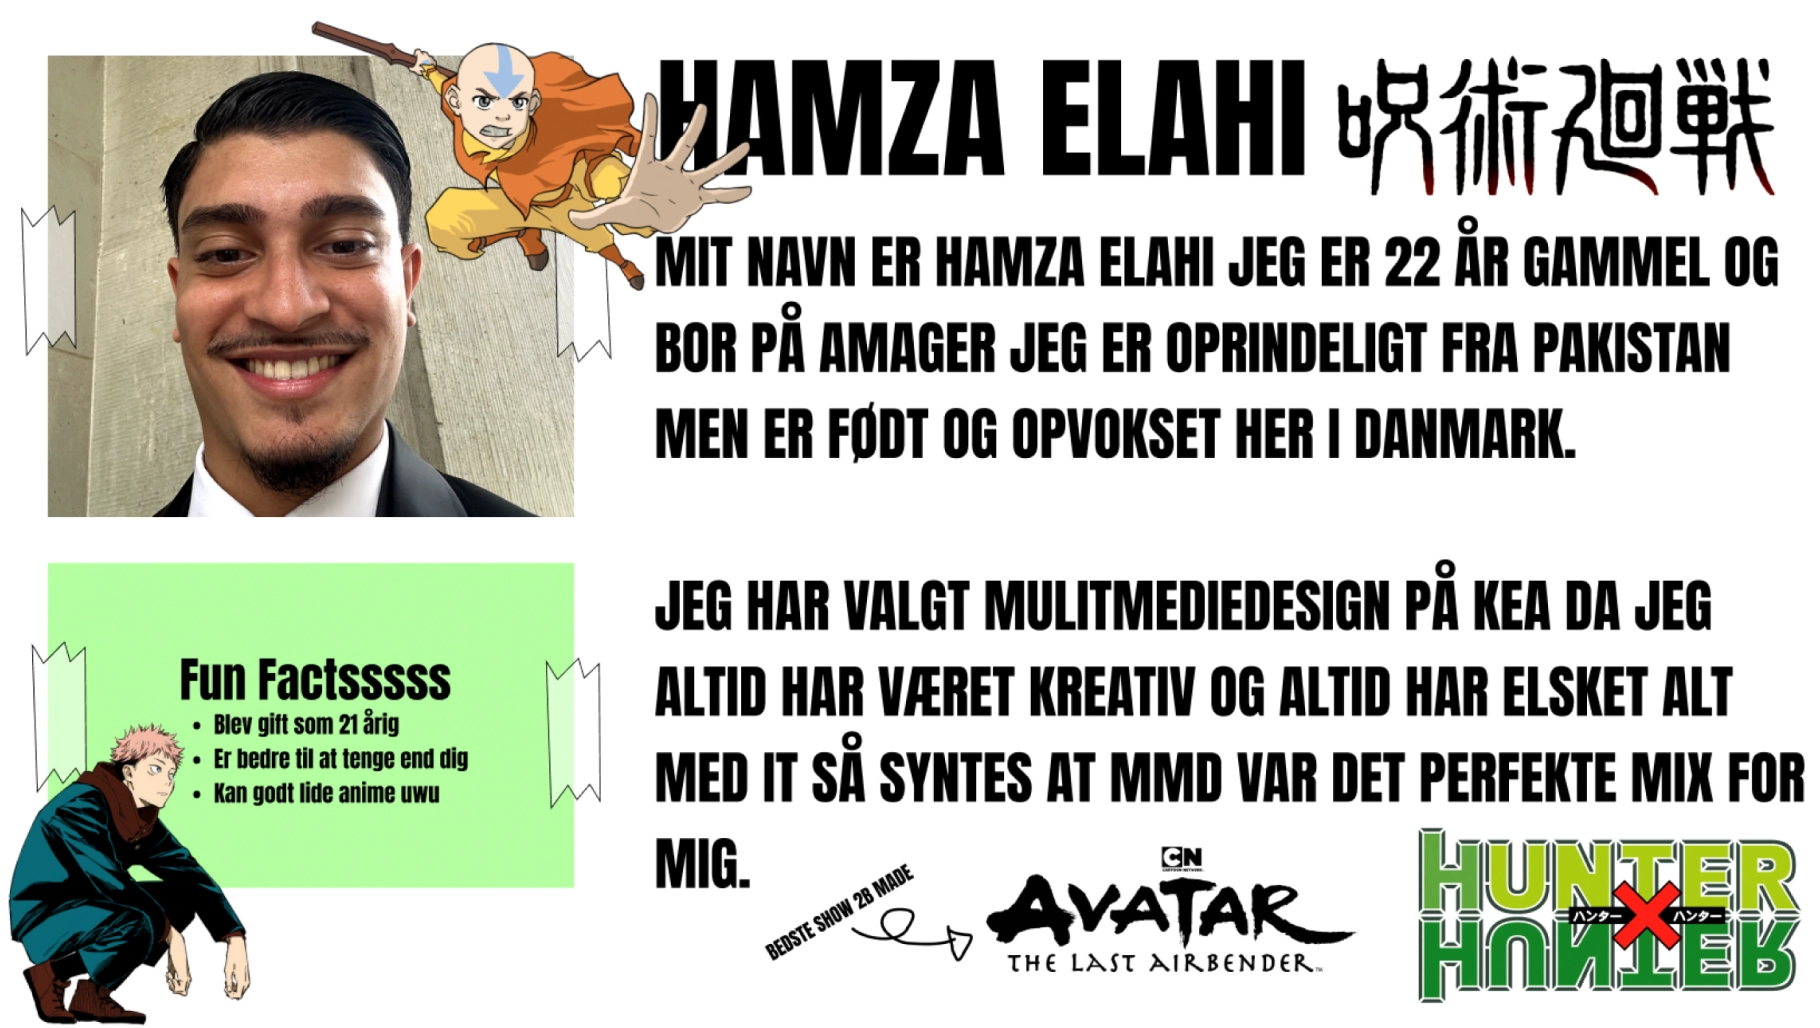 HAMZA ELAHI
呪術廻戦
MIT NAVN ER HAMZA ELAHI JEG ER 22 ÅR GAMMEL OG
BOR PÅ AMAGER JEG ER OPRINDELIGT FRA PAKISTAN
MEN ER FØDT OG OPVOKSET HER I DANMARK.
JEG HAR VALGT MULITMEDIEDESIGN PÅ KEA DA JEG
ALTID HAR VÆRET KREATIV OG ALTID HAR ELSKET ALT
MED IT SÅ SYNTES AT MMD VAR DET PERFEKTE MIX FOR
MIG.
Fun Factsssss
• Blev gift som 21 årig
• Er bedre til at tenge end dig
• Kan godt lide anime uwu
BEDSTE SHOW 2B MADE
CN
CARTOON NETWORK
AVATAR
THE LAST AIRBENDER™
HUNTER
ハンター×ハンター
HUNTER